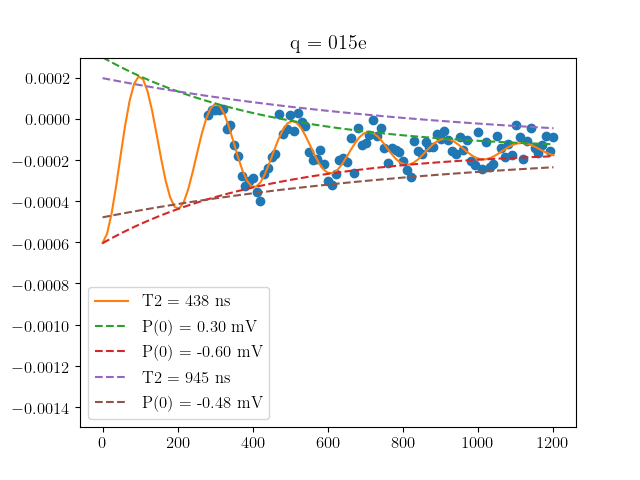 q = 015e
0.0002
0.0000
−0.0002
−0.0004
−0.0006
−0.0008
−0.0010
−0.0012
−0.0014
T2 = 438 ns
P(0) = 0.30 mV
P(0) = -0.60 mV
T2 = 945 ns
P(0) = -0.48 mV
0 200 400 600 800 1000 1200